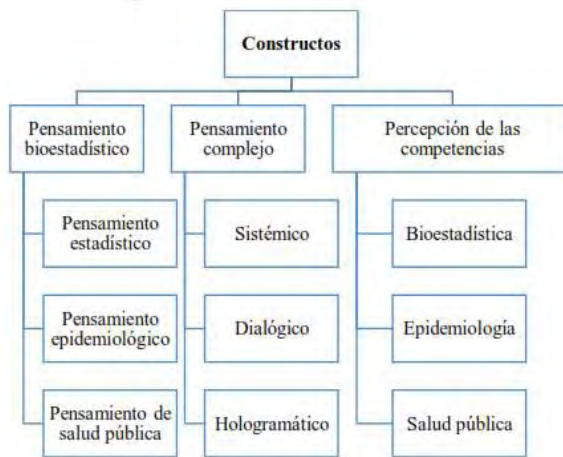 Constructos
Pensamiento
bioestadístico
Pensamiento
complejo
Percepción de las
competencias
Pensamiento
estadístico
Sistémico
Bioestadística
Pensamiento
epidemiológico
Dialógico
Epidemiología
Pensamiento de
salud pública
Hologramático
Salud pública